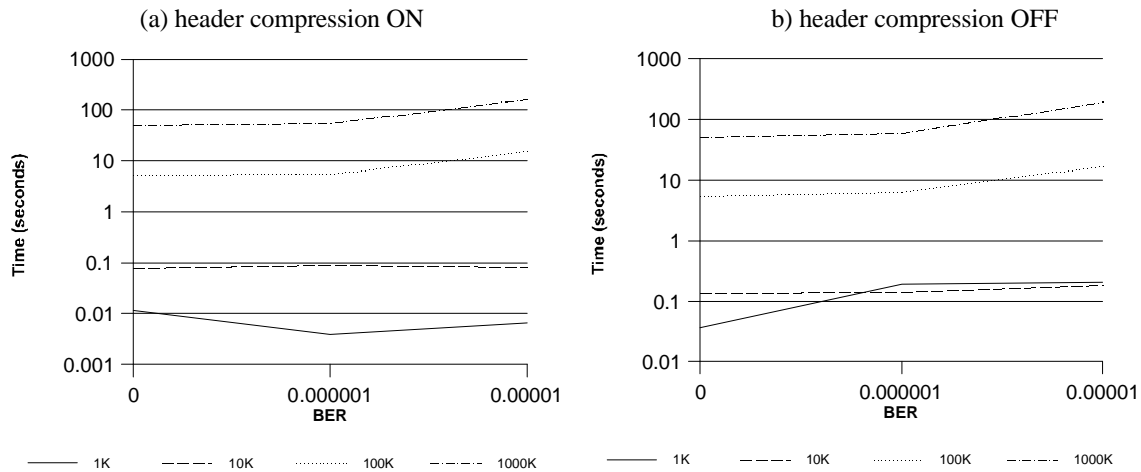 (a) header compression ON
1000
100
10
1
0.1
0.01
0.001
Time (seconds)
0 0.000001 0.00001
BER
1K 10K 100K 1000K
b) header compression OFF
1000
100
10
1
0.1
0.01
Time (seconds)
0 0.000001 0.00001
BER
1K 10K 100K 1000K